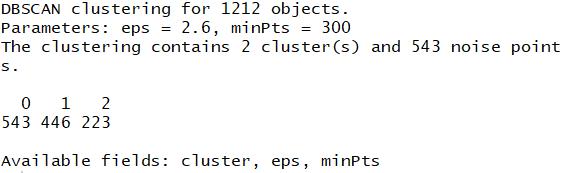 DBSCAN clustering for 1212 objects.
Parameters: eps = 2.6, minPts = 300
The clustering contains 2 cluster(s) and 543 noise point
s.
0 1 2
543 446 223
Available fields: cluster, eps, minPts